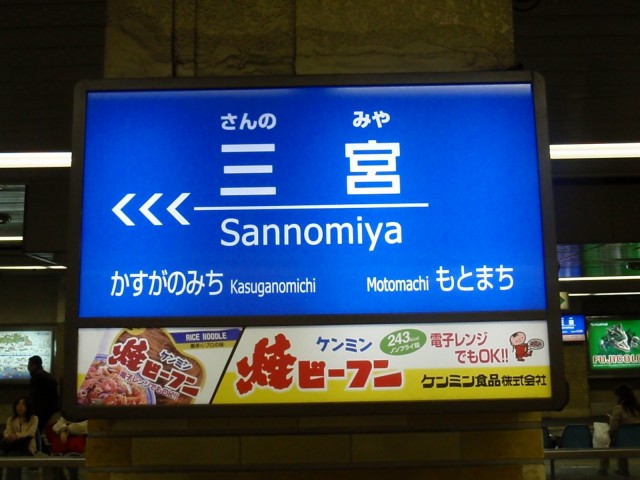 さんの みや
三 宮
Sannomiya
かすがのみち Kasuganomichi Motomachi もとまち
RICE NOODLE
ケンミン
焼ビーフン
ケンミン
焼ビーフン
243kcal
ノンフライ麺
電子レンジ
でもOK!!
ケンミン食品株式会社
FUJICOLOR